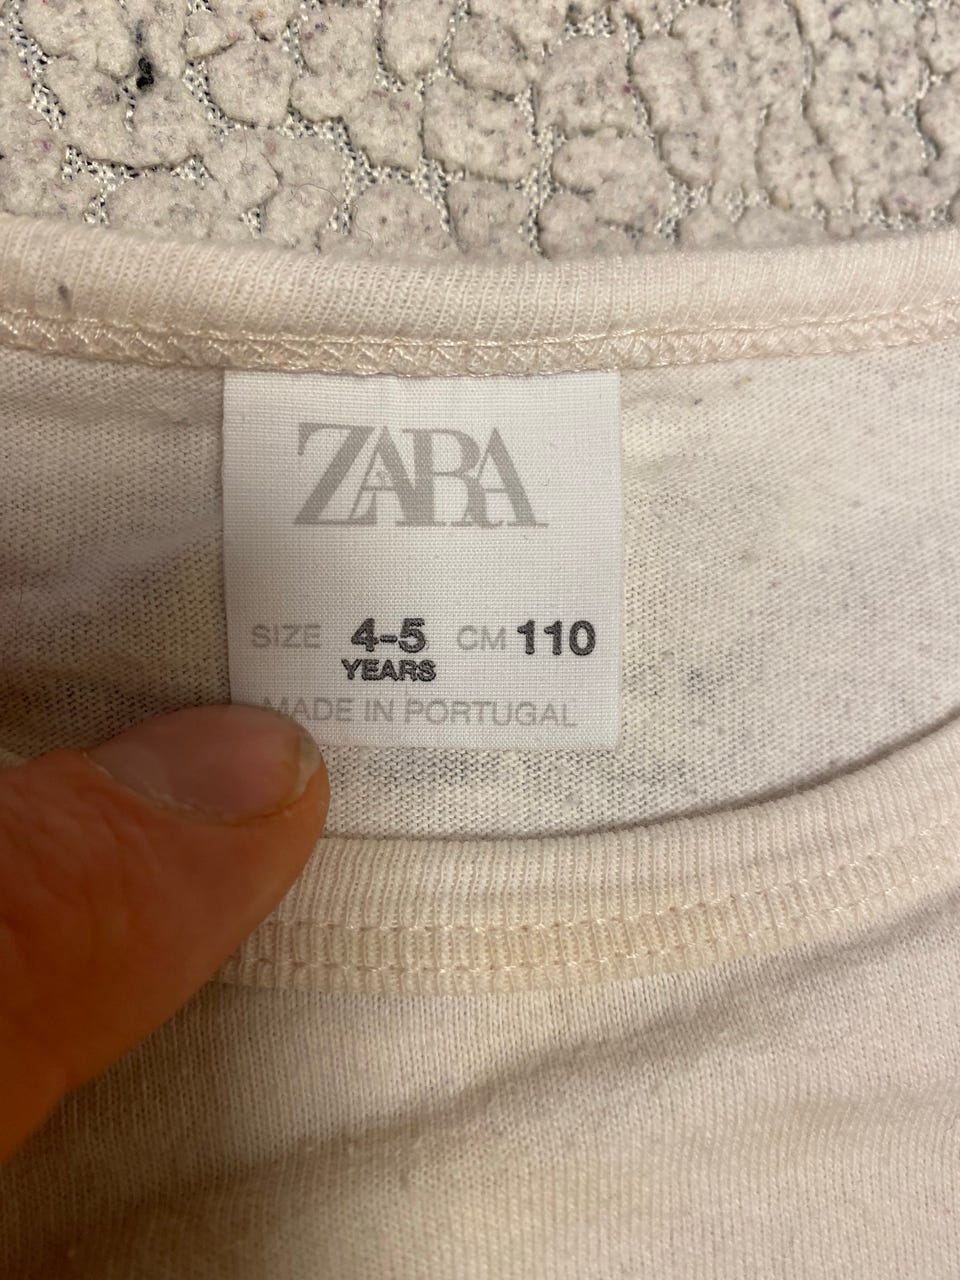 ZARA
SIZE 4-5 CM 110
YEARS
MADE IN PORTUGAL